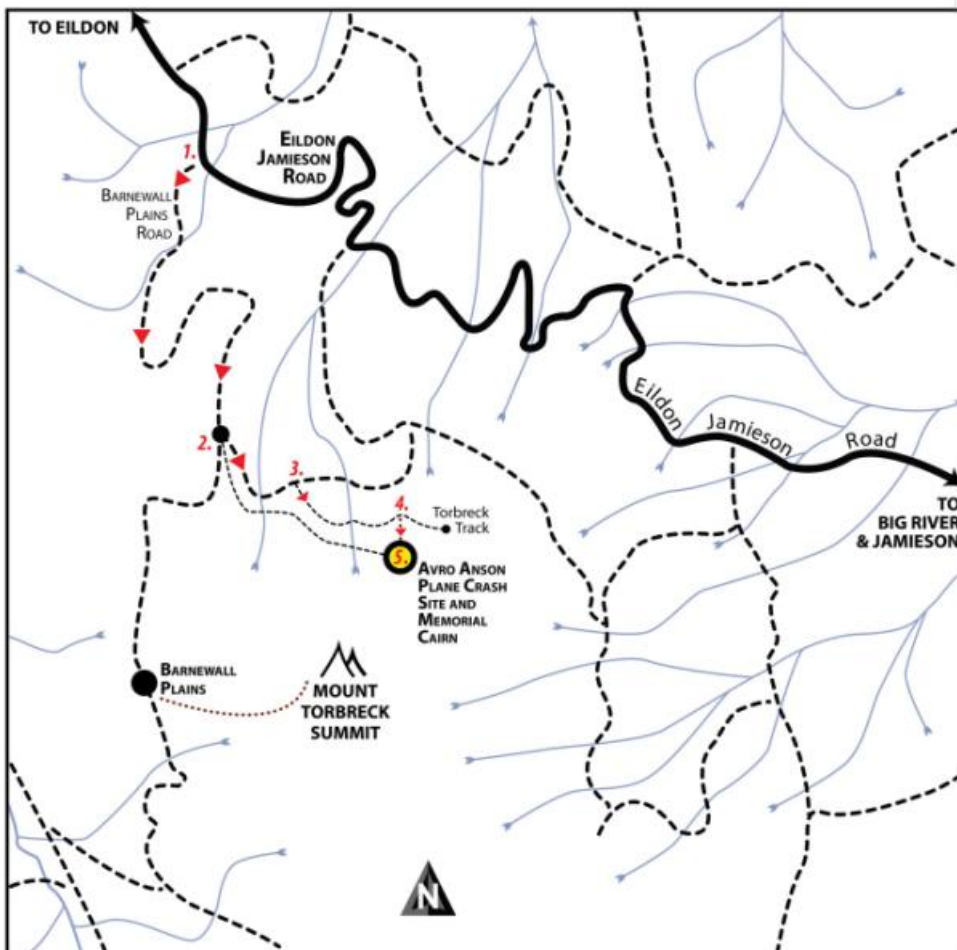 TO EILDON
EILDON
JAMIESON
ROAD
1.
BARNEWALL
PLAINS
ROAD
Eildon Jamieson Road
2.
3.
4.
Torbreck
Track
TO
BIG RIVER
& JAMIESON
5.
AVRO ANSON
PLANE CRASH
SITE AND
MEMORIAL
CAIRN
BARNEWALL
PLAINS
MOUNT
TORBRECK
SUMMIT
N